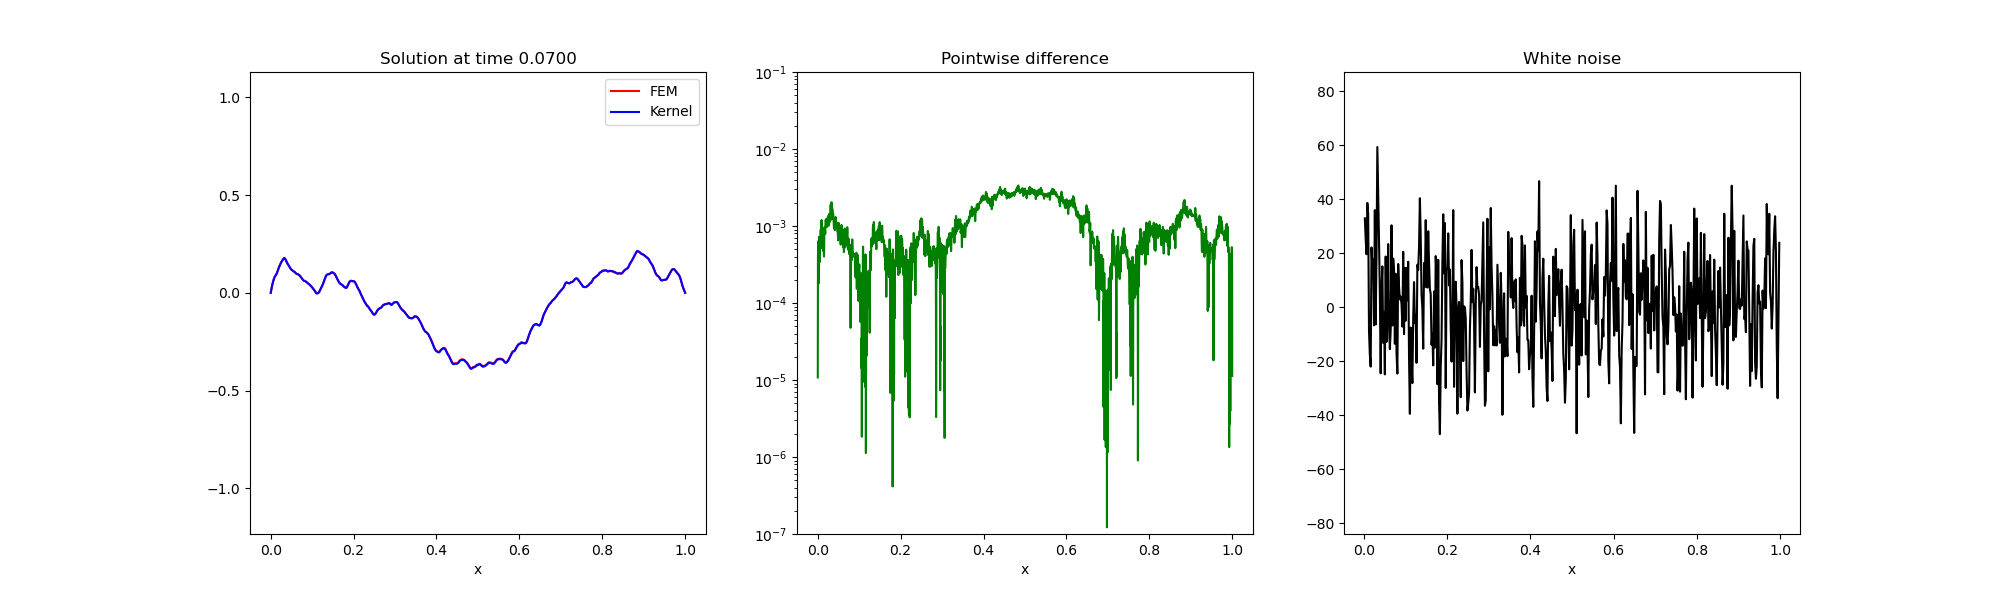 Solution at time 0.0700
FEM
Kernel
1.0
0.5
0.0
−0.5
−1.0
0.0 0.2 0.4 0.6 0.8 1.0
x
Pointwise difference
10⁻¹
10⁻²
10⁻³
10⁻⁴
10⁻⁵
10⁻⁶
10⁻⁷
0.0 0.2 0.4 0.6 0.8 1.0
x
White noise
80
60
40
20
0
−20
−40
−60
−80
0.0 0.2 0.4 0.6 0.8 1.0
x